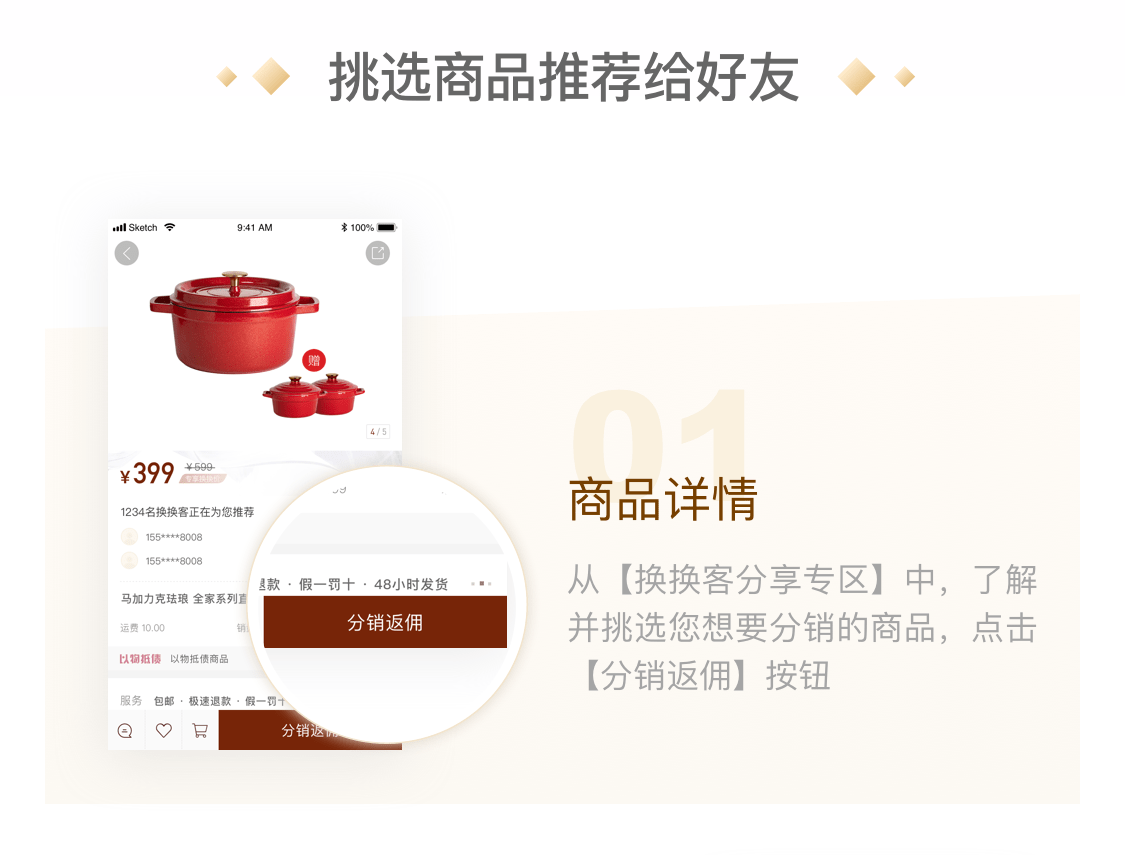 挑选商品推荐给好友
Sketch
9:41 AM
100%
赠
4 / 5
¥399
¥ 599
1234名换换客正在为您推荐
155****8008
155****8008
马加力克珐琅 全家系列直
运费 10.00
销
以物抵债
以物抵债商品
服务
包邮 · 极速退款 · 假一罚十
分销返佣
退款 · 假一罚十 · 48小时发货
分销返佣
01
商品详情
从【换换客分享专区】中，了解
并挑选您想要分销的商品，点击
【分销返佣】按钮